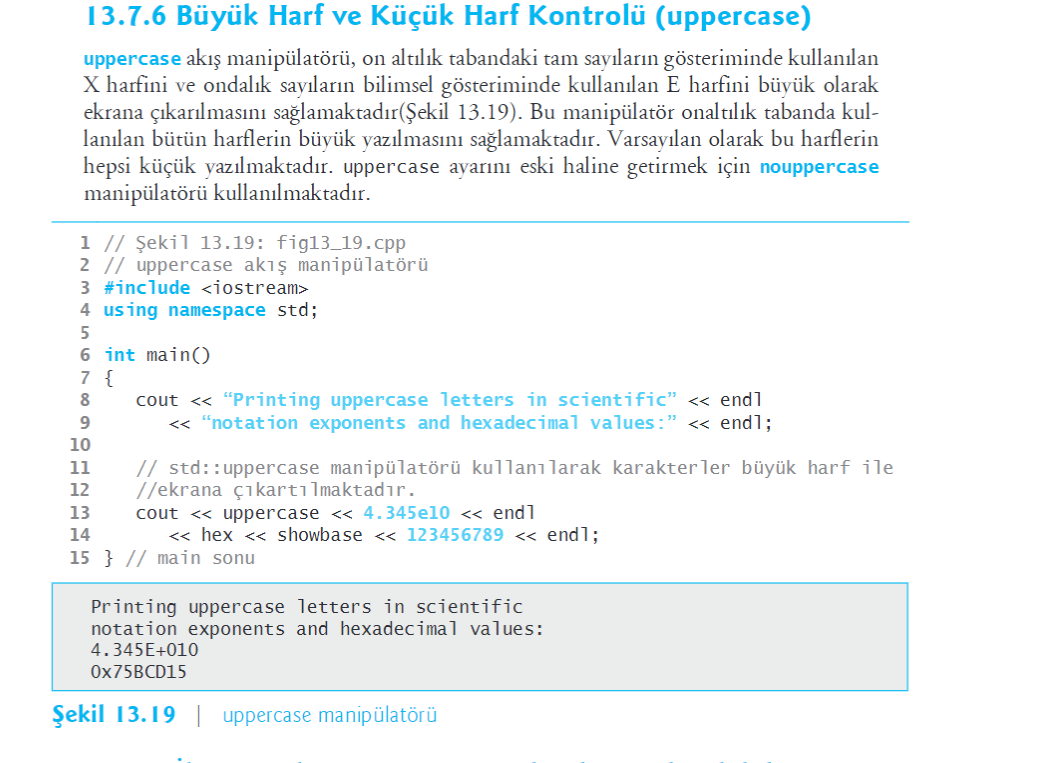 13.7.6 Büyük Harf ve Küçük Harf Kontrolü (uppercase)
uppercase akış manipülatörü, on altılık tabandaki tam sayıların gösteriminde kullanılan
X harfini ve ondalık sayıların bilimsel gösteriminde kullanılan E harfini büyük olarak
ekrana çıkarılmasını sağlamaktadır(Şekil 13.19). Bu manipülatör onaltılık tabanda kul-
lanılan bütün harflerin büyük yazılmasını sağlamaktadır. Varsayılan olarak bu harflerin
hepsi küçük yazılmaktadır. uppercase ayarını eski haline getirmek için nouppercase
manipülatörü kullanılmaktadır.
1 // Şekil 13.19: fig13_19.cpp
2 // uppercase akış manipülatörü
3 #include <iostream>
4 using namespace std;
5
6 int main()
7 {
8 cout << “Printing uppercase letters in scientific” << endl
9 << “notation exponents and hexadecimal values:” << endl;
10
11 // std::uppercase manipülatörü kullanılarak karakterler büyük harf ile
12 //ekrana çıkartılmaktadır.
13 cout << uppercase << 4.345e10 << endl
14 << hex << showbase << 123456789 << endl;
15 } // main sonu
Printing uppercase letters in scientific
notation exponents and hexadecimal values:
4.345E+010
0x75BCD15
Şekil 13.19 | uppercase manipülatörü